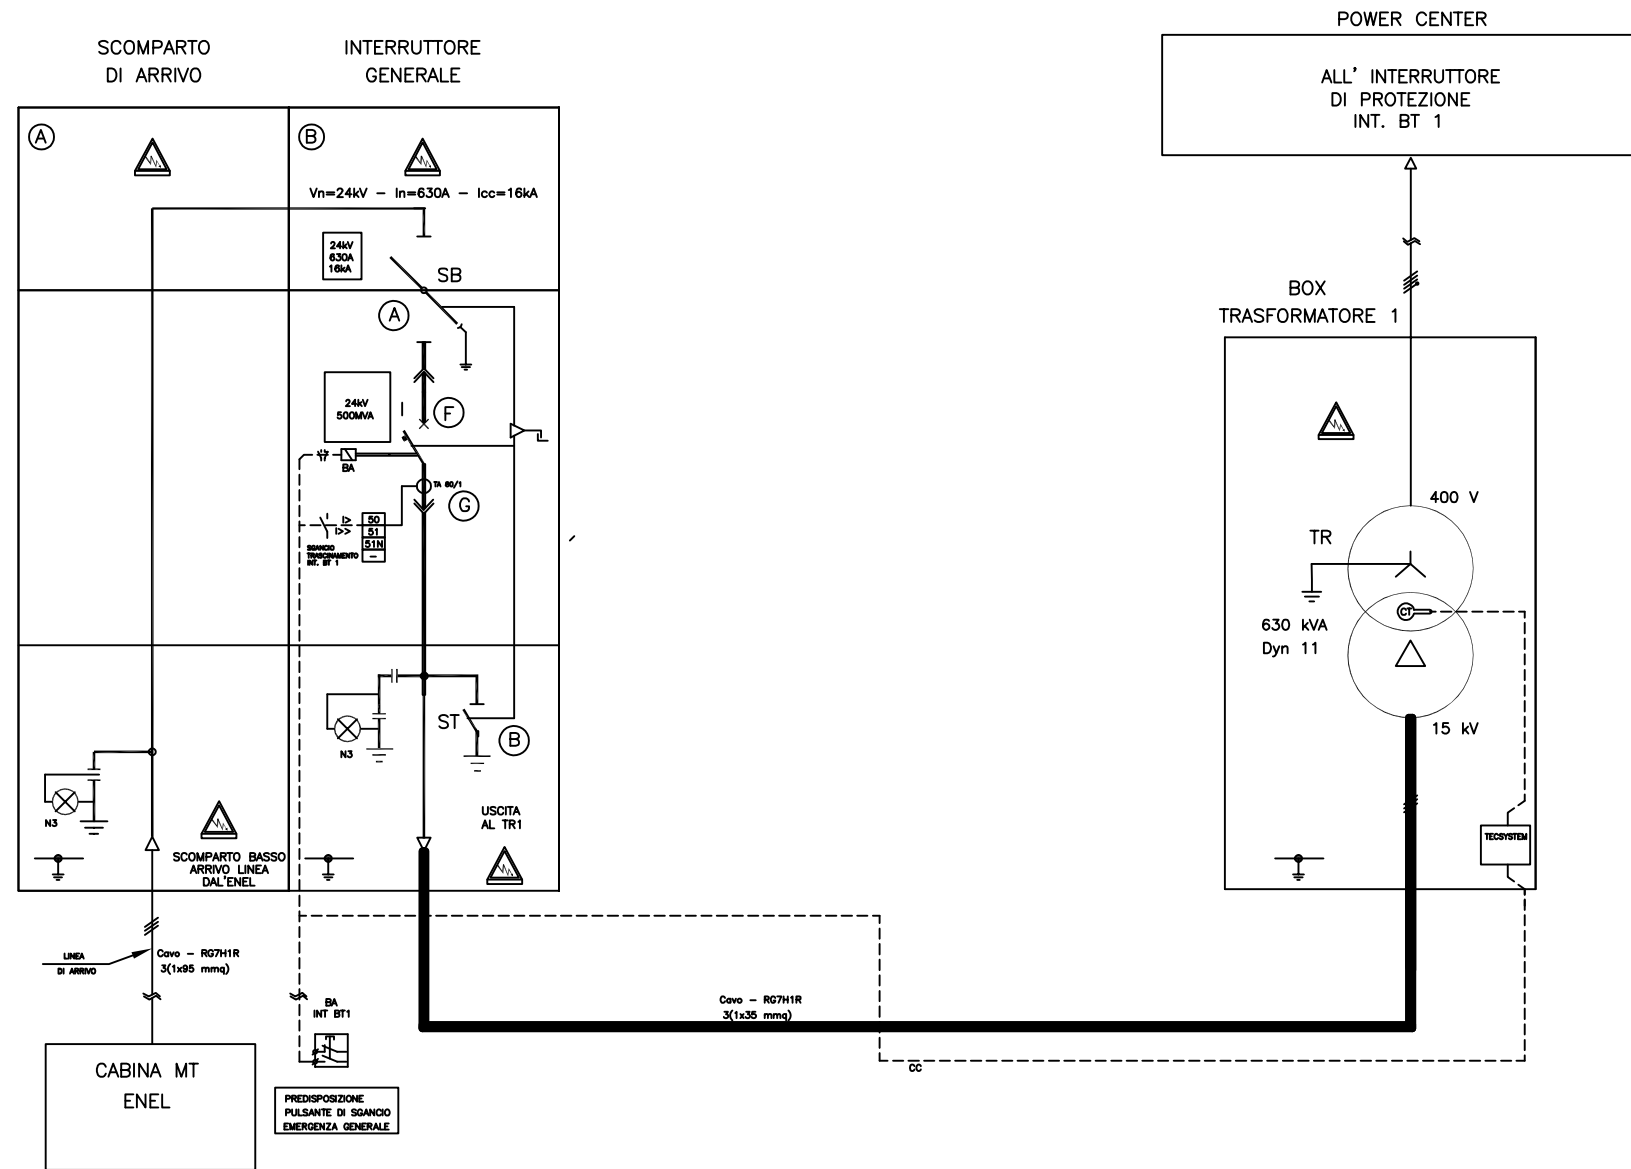 POWER CENTER
ALL' INTERRUTTORE
DI PROTEZIONE
INT. BT 1
SCOMPARTO
DI ARRIVO
INTERRUTTORE
GENERALE
A
B
Vn=24kV - In=630A - Icc=16kA
24kV
630A
16kA
SB
A
24kV
500MVA
I
F
BA
TA 60/1
G
I>
I>>
50
51
51N
-
SGANCIO
TRASCINAMENTO
INT. BT 1
N3
ST
B
N3
USCITA
AL TR1
SCOMPARTO BASSO
ARRIVO LINEA
DAL'ENEL
LINEA
DI ARRIVO
Cavo - RG7H1R
3(1x95 mmq)
BA
INT BT1
CABINA MT
ENEL
PREDISPOSIZIONE
PULSANTE DI SGANCIO
EMERGENZA GENERALE
Cavo - RG7H1R
3(1x35 mmq)
CC
BOX
TRASFORMATORE 1
400 V
TR
CT
630 kVA
Dyn 11
15 kV
TECSYSTEM